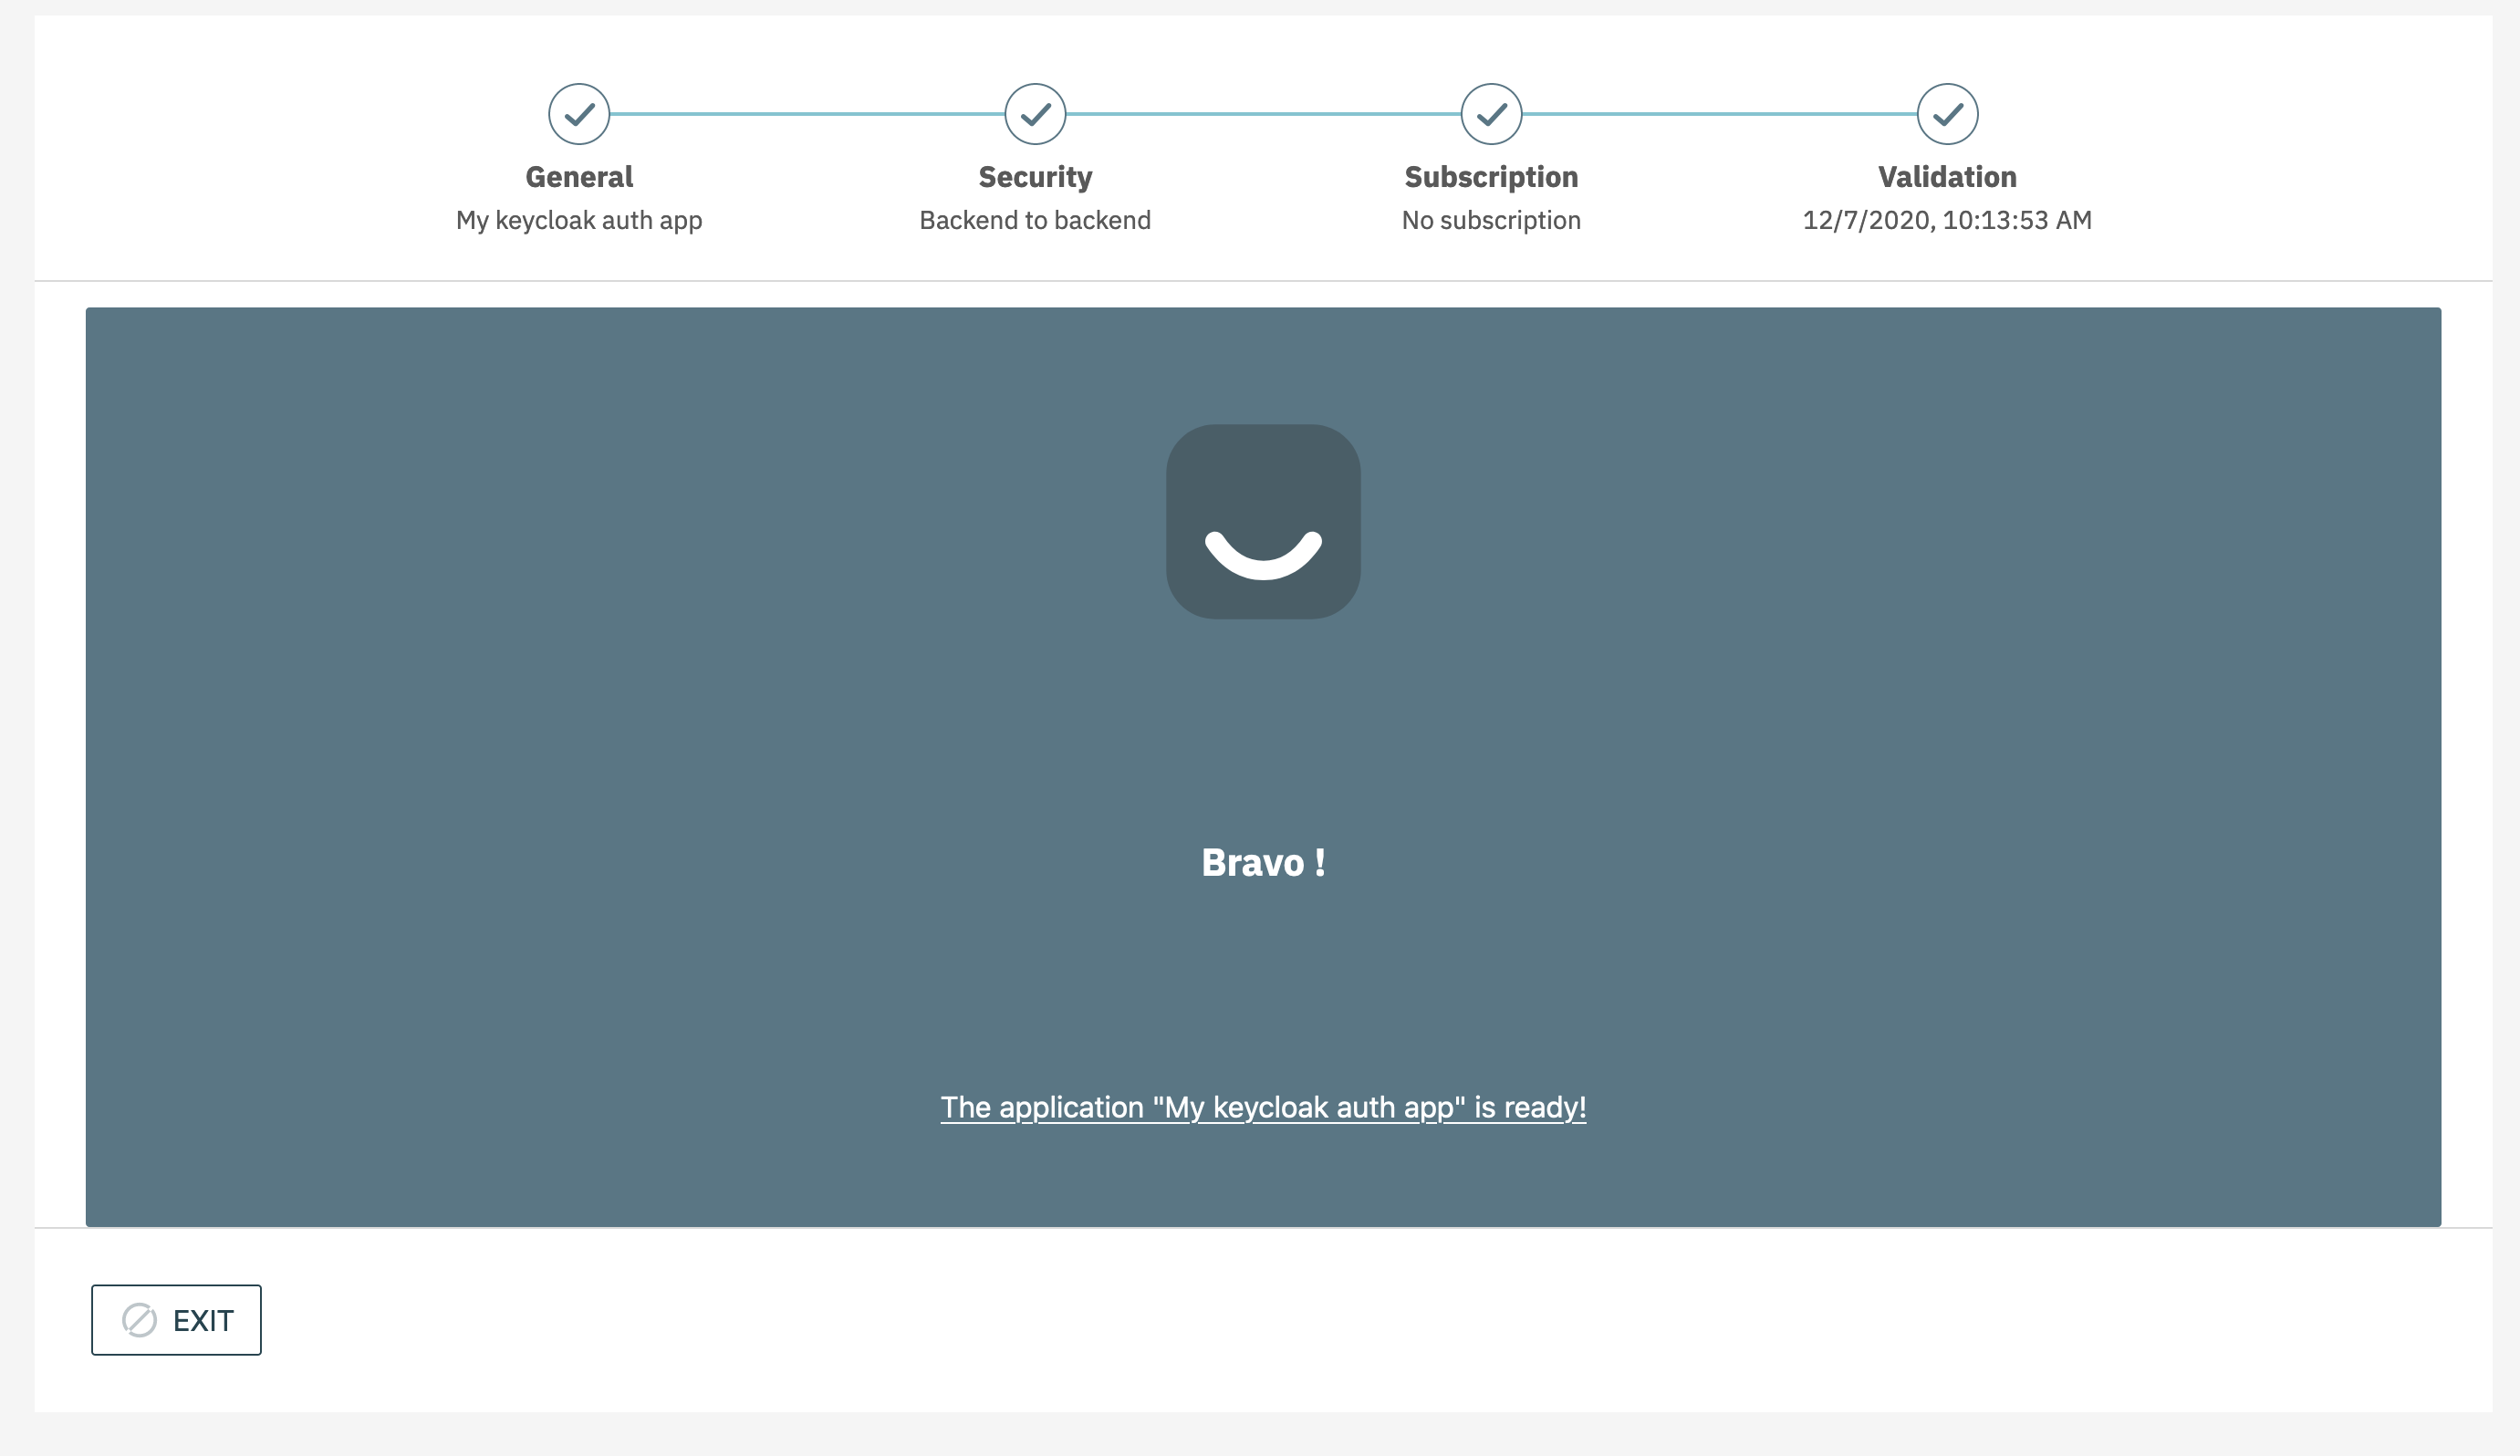 General
My keycloak auth app
Security
Backend to backend
Subscription
No subscription
Validation
12/7/2020, 10:13:53 AM
Bravo !
The application "My keycloak auth app" is ready!
EXIT